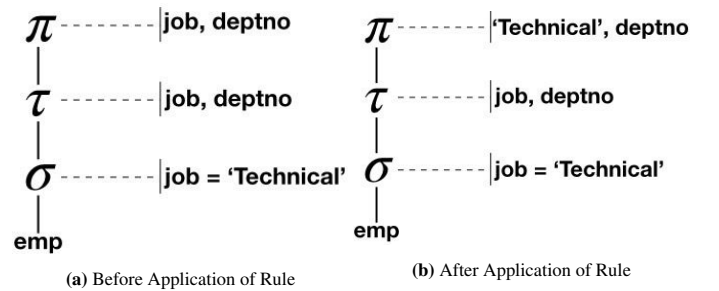 π job, deptno
τ job, deptno
σ job = ‘Technical’
emp
(a) Before Application of Rule
π ‘Technical’, deptno
τ job, deptno
σ job = ‘Technical’
emp
(b) After Application of Rule